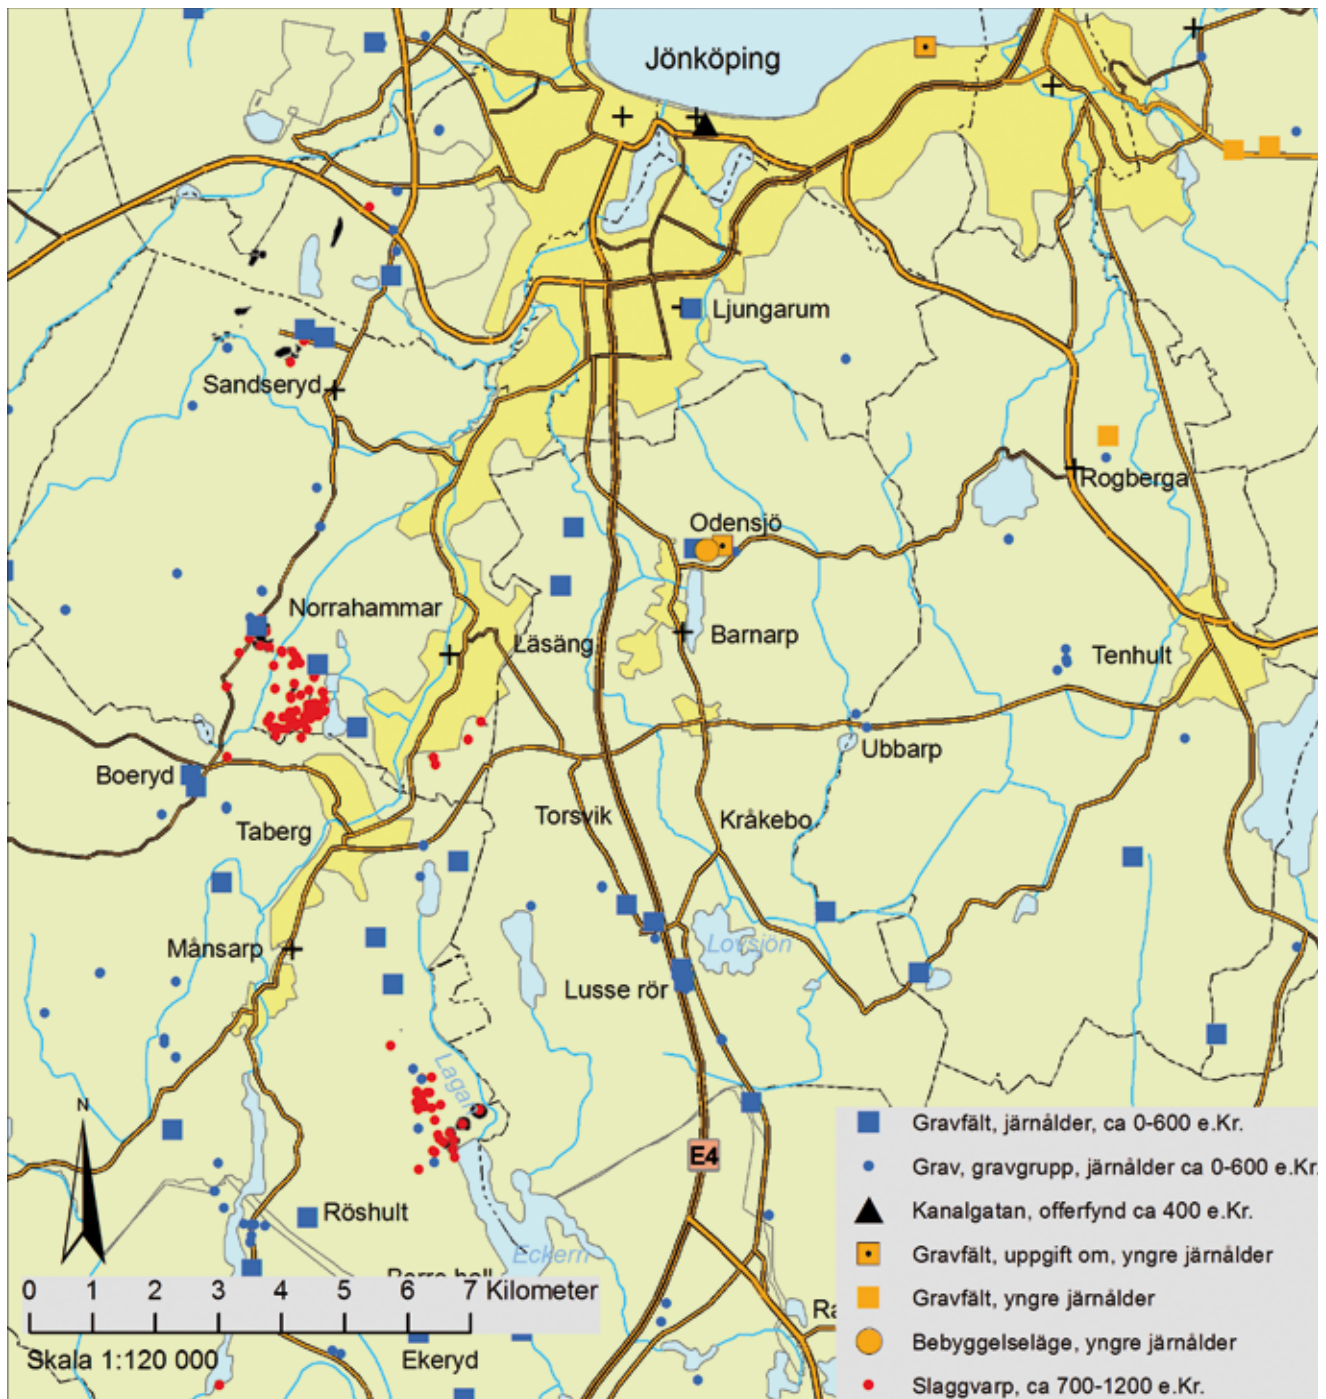 Jönköping
Ljungarum
Sandseryd
Rogberga
Odensjö
Norrahammar
Läsäng
Barnarp
Tenhult
Ubbarp
Boeryd
Torsvik
Kråkebo
Taberg
Månsarp
Lovsjön
Lusse rör
Lagan
N
E4
Röshult
Eckern
0 1 2 3 4 5 6 7 Kilometer
Skala 1:120 000
Ekeryd
Gravfält, järnålder, ca 0-600 e.Kr.
Grav, gravgrupp, järnålder ca 0-600 e.Kr.
Kanalgatan, offerfynd ca 400 e.Kr.
Gravfält, uppgift om, yngre järnålder
Gravfält, yngre järnålder
Bebyggelseläge, yngre järnålder
Slaggvarp, ca 700-1200 e.Kr.